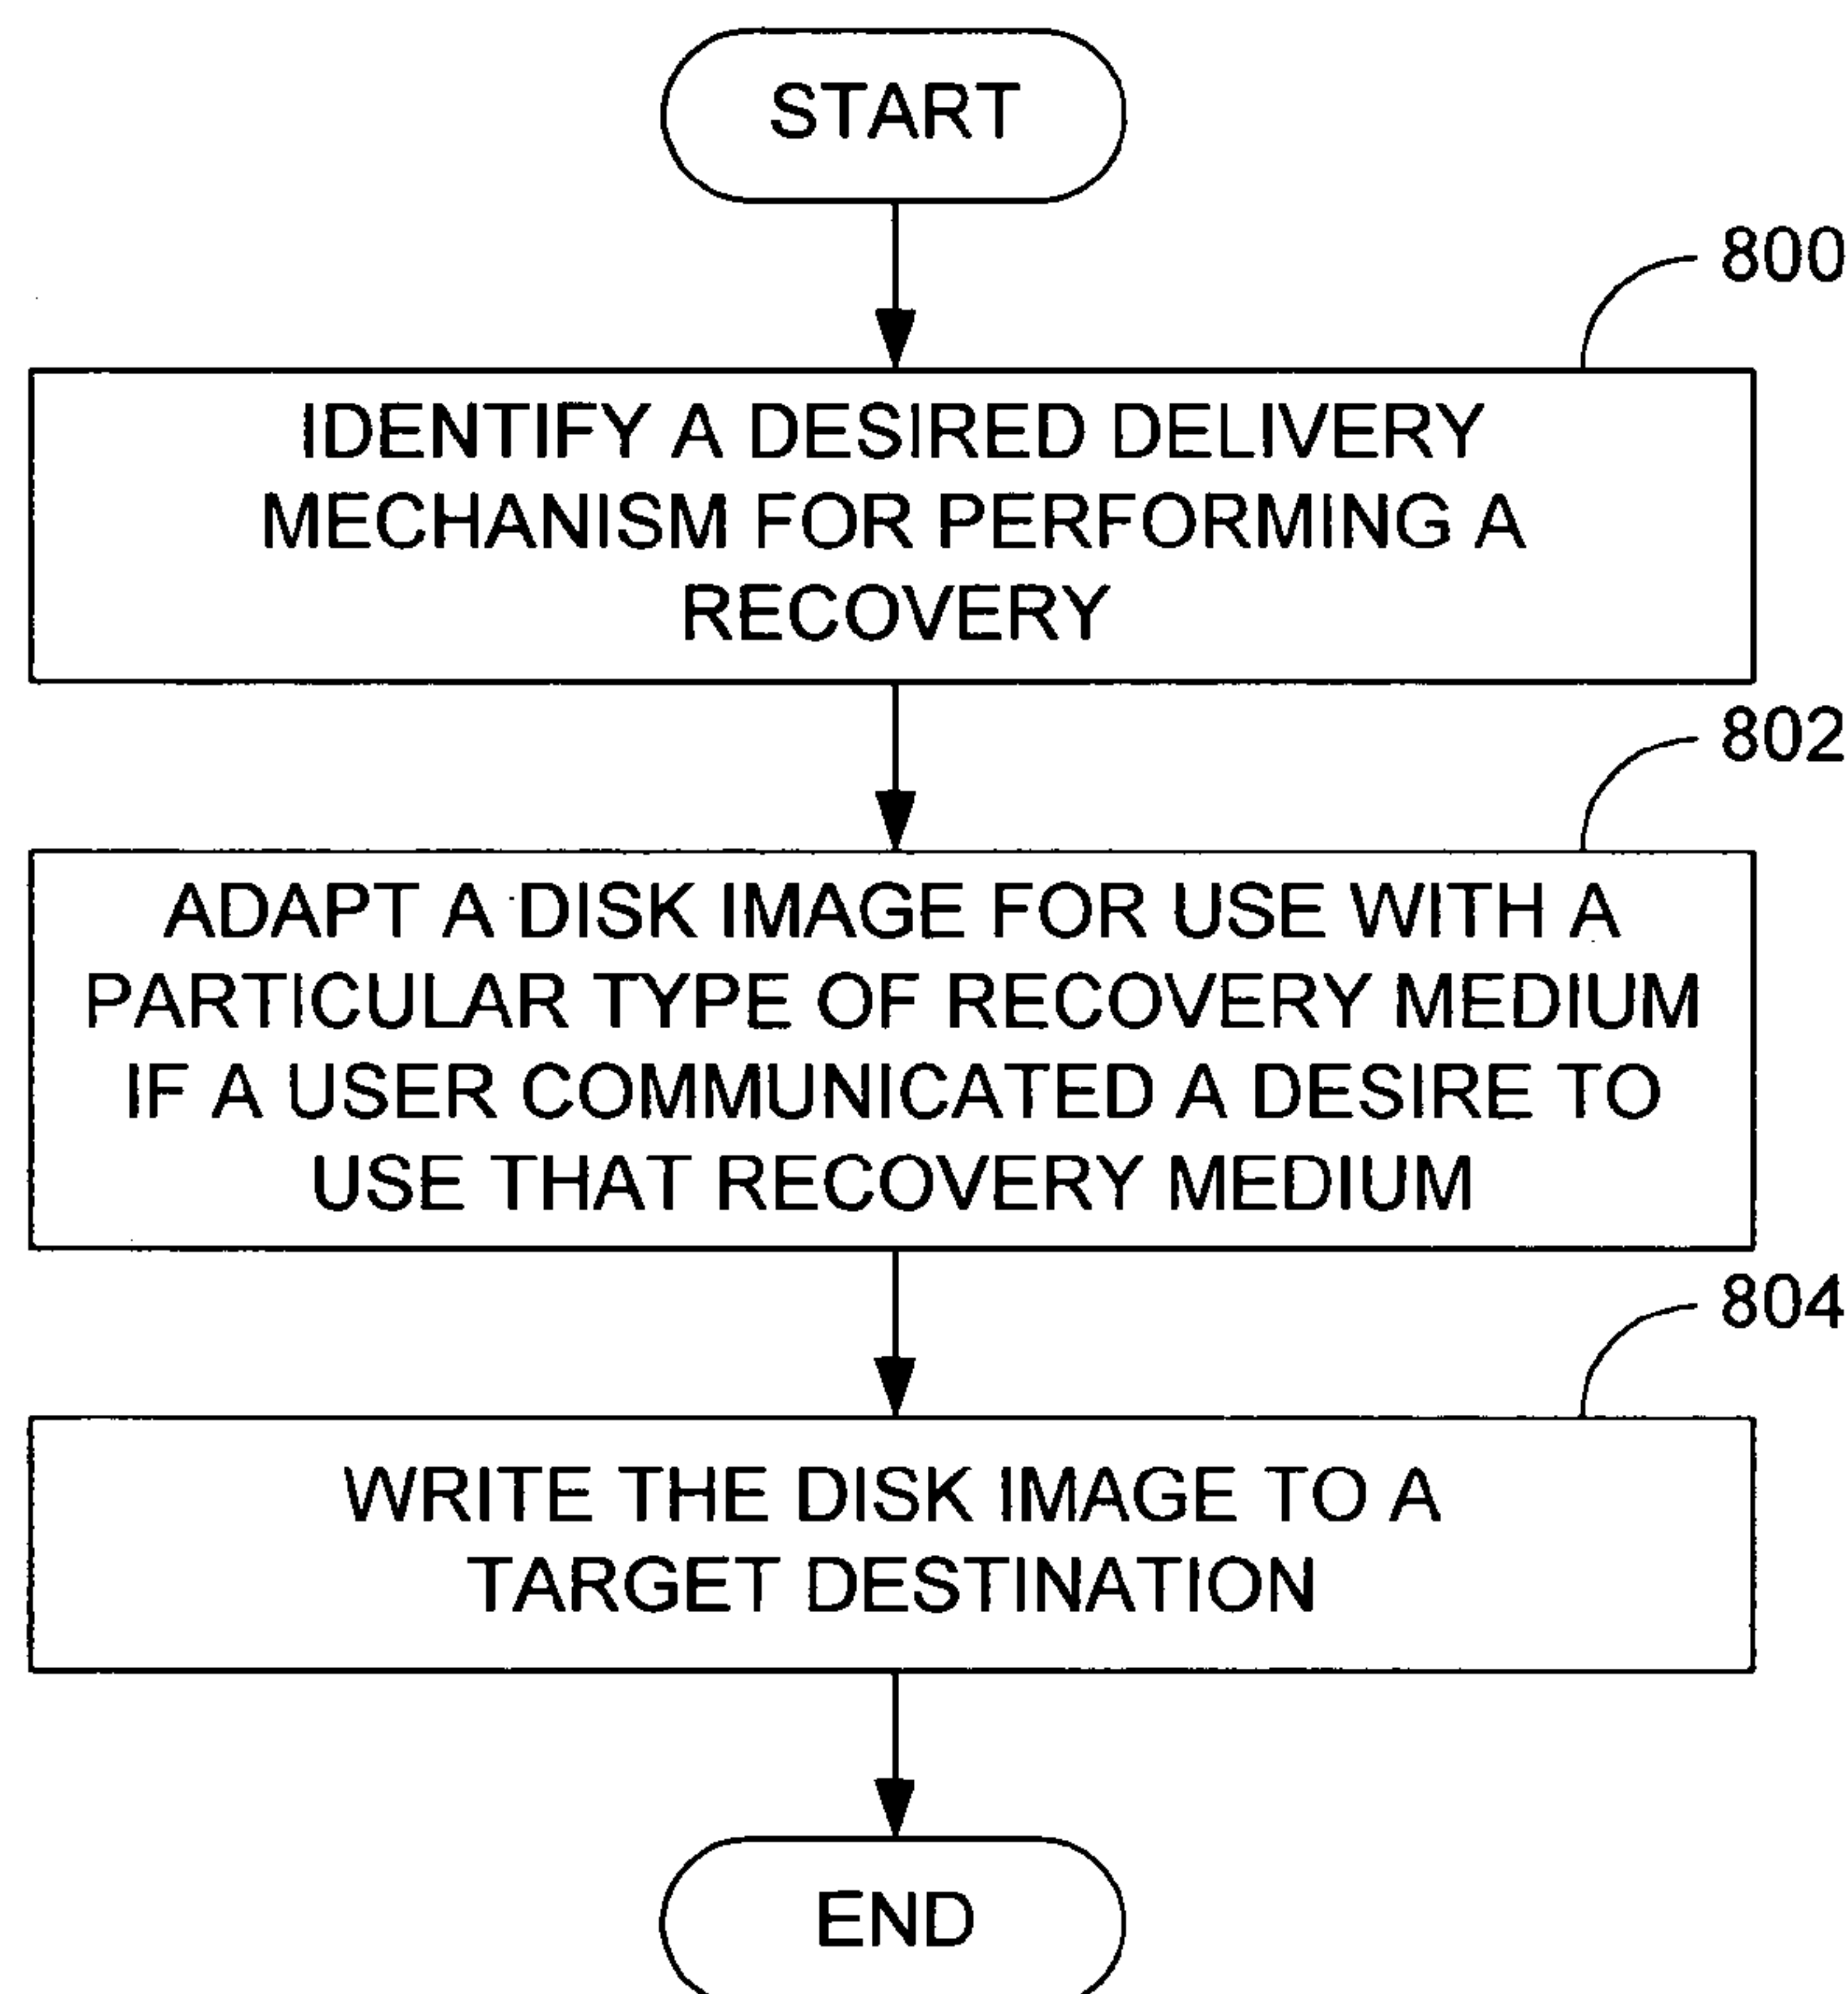 START
800
IDENTIFY A DESIRED DELIVERY
MECHANISM FOR PERFORMING A
RECOVERY
802
ADAPT A DISK IMAGE FOR USE WITH A
PARTICULAR TYPE OF RECOVERY MEDIUM
IF A USER COMMUNICATED A DESIRE TO
USE THAT RECOVERY MEDIUM
804
WRITE THE DISK IMAGE TO A
TARGET DESTINATION
END